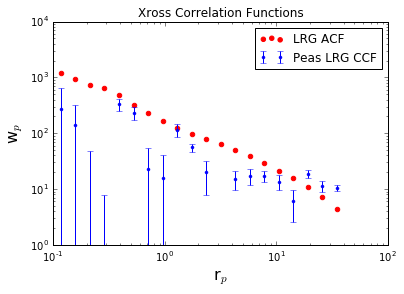 Xross Correlation Functions
LRG ACF
Peas LRG CCF
10^4
10^3
10^2
10^1
10^0
w_p
10^-1
10^0
10^1
10^2
r_p